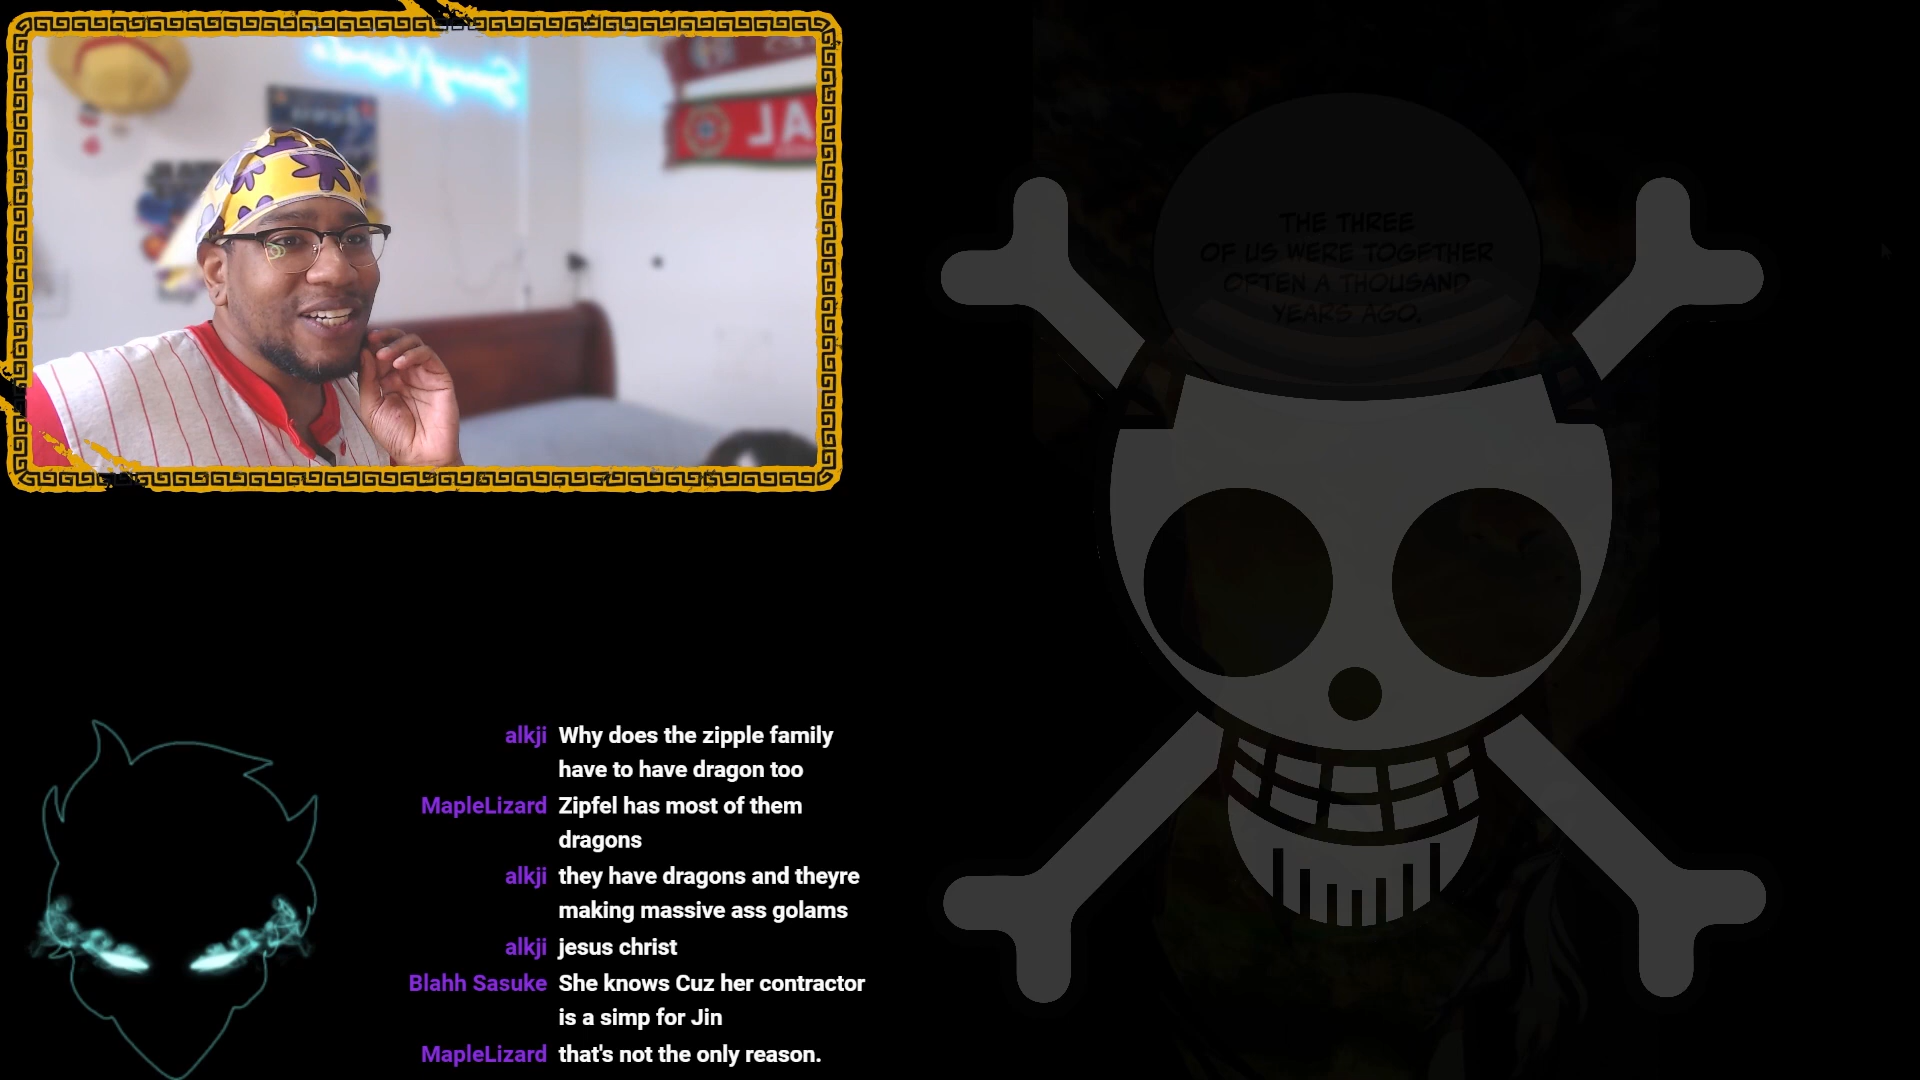 JAL
THE THREE
OF US WERE TOGETHER
OFTEN A THOUSAND
YEARS AGO.
alkji Why does the zipple family
have to have dragon too
MapleLizard Zipfel has most of them
dragons
alkji they have dragons and theyre
making massive ass golams
alkji jesus christ
Blahh Sasuke She knows Cuz her contractor
is a simp for Jin
MapleLizard that's not the only reason.